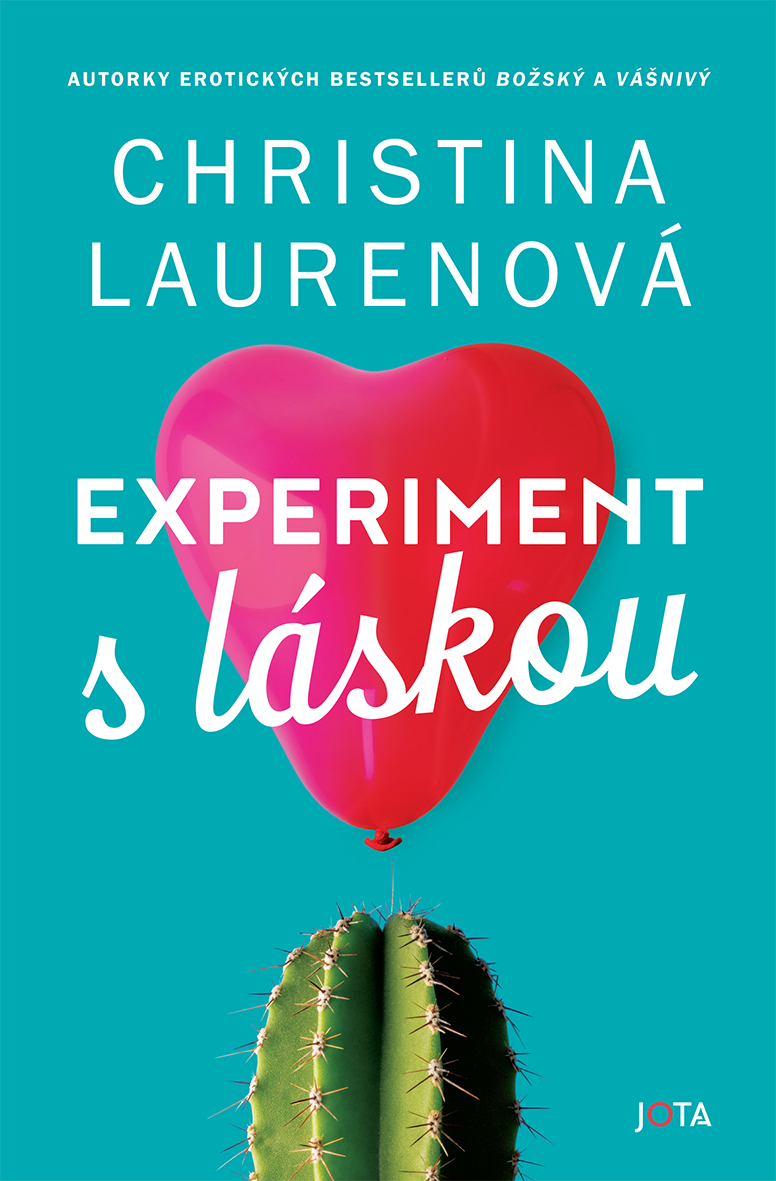 AUTORKY EROTICKÝCH BESTSELLERŮ BOŽSKÝ A VÁŠNIVÝ
CHRISTINA
LAURENOVÁ
EXPERIMENT
s láskou
JOTA